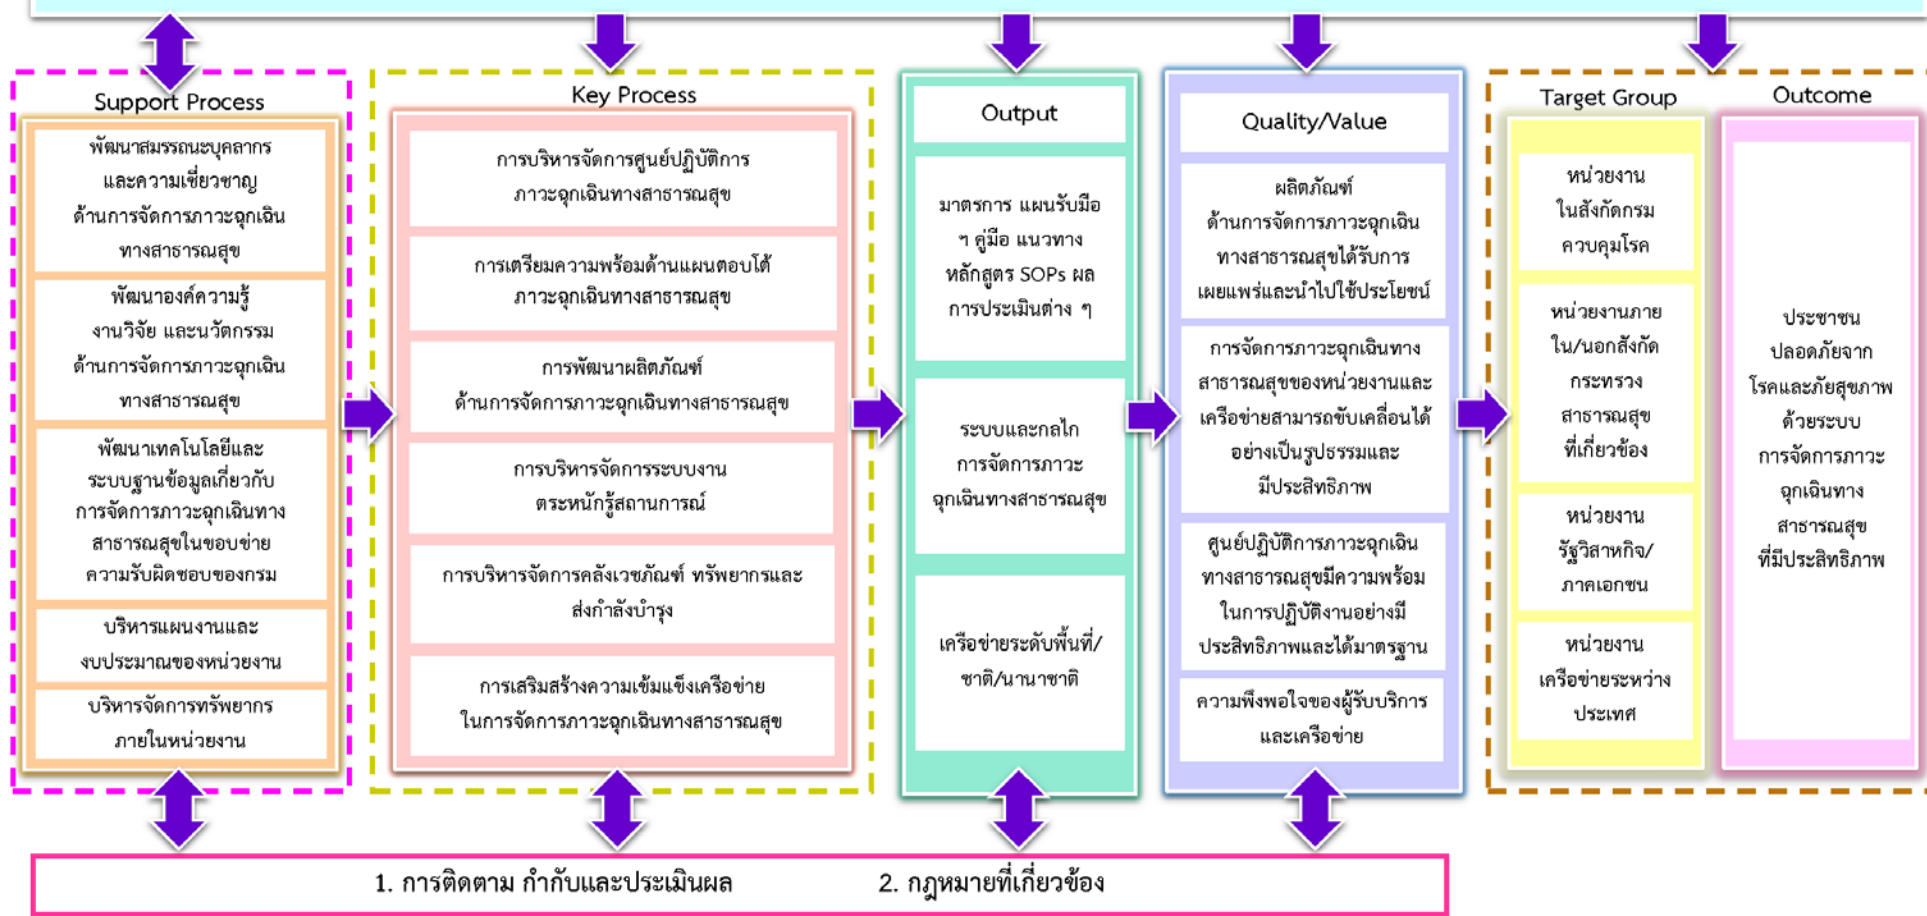 Support Process
พัฒนาสมรรถนะบุคลากร
และความเชี่ยวชาญ
ด้านการจัดการภาวะฉุกเฉิน
ทางสาธารณสุข
พัฒนาองค์ความรู้
งานวิจัย และนวัตกรรม
ด้านการจัดการภาวะฉุกเฉิน
ทางสาธารณสุข
พัฒนาเทคโนโลยีและ
ระบบฐานข้อมูลเกี่ยวกับ
การจัดการภาวะฉุกเฉินทาง
สาธารณสุขในขอบข่าย
ความรับผิดชอบของกรม
บริหารแผนงานและ
งบประมาณของหน่วยงาน
บริหารจัดการทรัพยากร
ภายในหน่วยงาน
Key Process
การบริหารจัดการศูนย์ปฏิบัติการ
ภาวะฉุกเฉินทางสาธารณสุข
การเตรียมความพร้อมด้านแผนตอบโต้
ภาวะฉุกเฉินทางสาธารณสุข
การพัฒนาผลิตภัณฑ์
ด้านการจัดการภาวะฉุกเฉินทางสาธารณสุข
การบริหารจัดการระบบงาน
ตระหนักรู้สถานการณ์
การบริหารจัดการคลังเวชภัณฑ์ ทรัพยากรและ
ส่งกำลังบำรุง
การเสริมสร้างความเข้มแข็งเครือข่าย
ในการจัดการภาวะฉุกเฉินทางสาธารณสุข
Output
มาตรการ แผนรับมือ
ฯ คู่มือ แนวทาง
หลักสูตร SOPs ผล
การประเมินต่าง ๆ
ระบบและกลไก
การจัดการภาวะ
ฉุกเฉินทางสาธารณสุข
เครือข่ายระดับพื้นที่/
ชาติ/นานาชาติ
Quality/Value
ผลิตภัณฑ์
ด้านการจัดการภาวะฉุกเฉิน
ทางสาธารณสุขได้รับการ
เผยแพร่และนำไปใช้ประโยชน์
การจัดการภาวะฉุกเฉินทาง
สาธารณสุขของหน่วยงานและ
เครือข่ายสามารถขับเคลื่อนได้
อย่างเป็นรูปธรรมและ
มีประสิทธิภาพ
ศูนย์ปฏิบัติการภาวะฉุกเฉิน
ทางสาธารณสุขมีความพร้อม
ในการปฏิบัติงานอย่างมี
ประสิทธิภาพและได้มาตรฐาน
ความพึงพอใจของผู้รับบริการ
และเครือข่าย
Target Group
หน่วยงาน
ในสังกัดกรม
ควบคุมโรค
หน่วยงานภาย
ใน/นอกสังกัด
กระทรวง
สาธารณสุข
ที่เกี่ยวข้อง
หน่วยงาน
รัฐวิสาหกิจ/
ภาคเอกชน
หน่วยงาน
เครือข่ายระหว่าง
ประเทศ
Outcome
ประชาชน
ปลอดภัยจาก
โรคและภัยสุขภาพ
ด้วยระบบ
การจัดการภาวะ
ฉุกเฉินทาง
สาธารณสุข
ที่มีประสิทธิภาพ
1. การติดตาม กำกับและประเมินผล 2. กฎหมายที่เกี่ยวข้อง